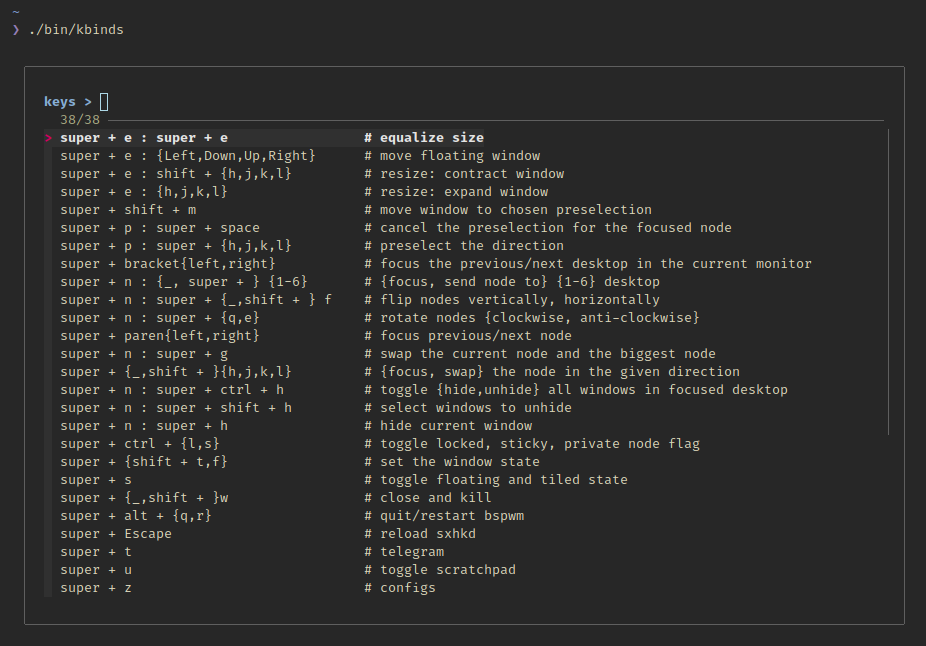 ~
❯ ./bin/kbinds
keys >
38/38
> super + e : super + e # equalize size
super + e : {Left,Down,Up,Right} # move floating window
super + e : shift + {h,j,k,l} # resize: contract window
super + e : {h,j,k,l} # resize: expand window
super + shift + m # move window to chosen preselection
super + p : super + space # cancel the preselection for the focused node
super + p : super + {h,j,k,l} # preselect the direction
super + bracket{left,right} # focus the previous/next desktop in the current monitor
super + n : {_, super + } {1-6} # {focus, send node to} {1-6} desktop
super + n : super + {_,shift + } f # flip nodes vertically, horizontally
super + n : super + {q,e} # rotate nodes {clockwise, anti-clockwise}
super + paren{left,right} # focus previous/next node
super + n : super + g # swap the current node and the biggest node
super + {_,shift + }{h,j,k,l} # {focus, swap} the node in the given direction
super + n : super + ctrl + h # toggle {hide,unhide} all windows in focused desktop
super + n : super + shift + h # select windows to unhide
super + n : super + h # hide current window
super + ctrl + {l,s} # toggle locked, sticky, private node flag
super + {shift + t,f} # set the window state
super + s # toggle floating and tiled state
super + {_,shift + }w # close and kill
super + alt + {q,r} # quit/restart bspwm
super + Escape # reload sxhkd
super + t # telegram
super + u # toggle scratchpad
super + z # configs